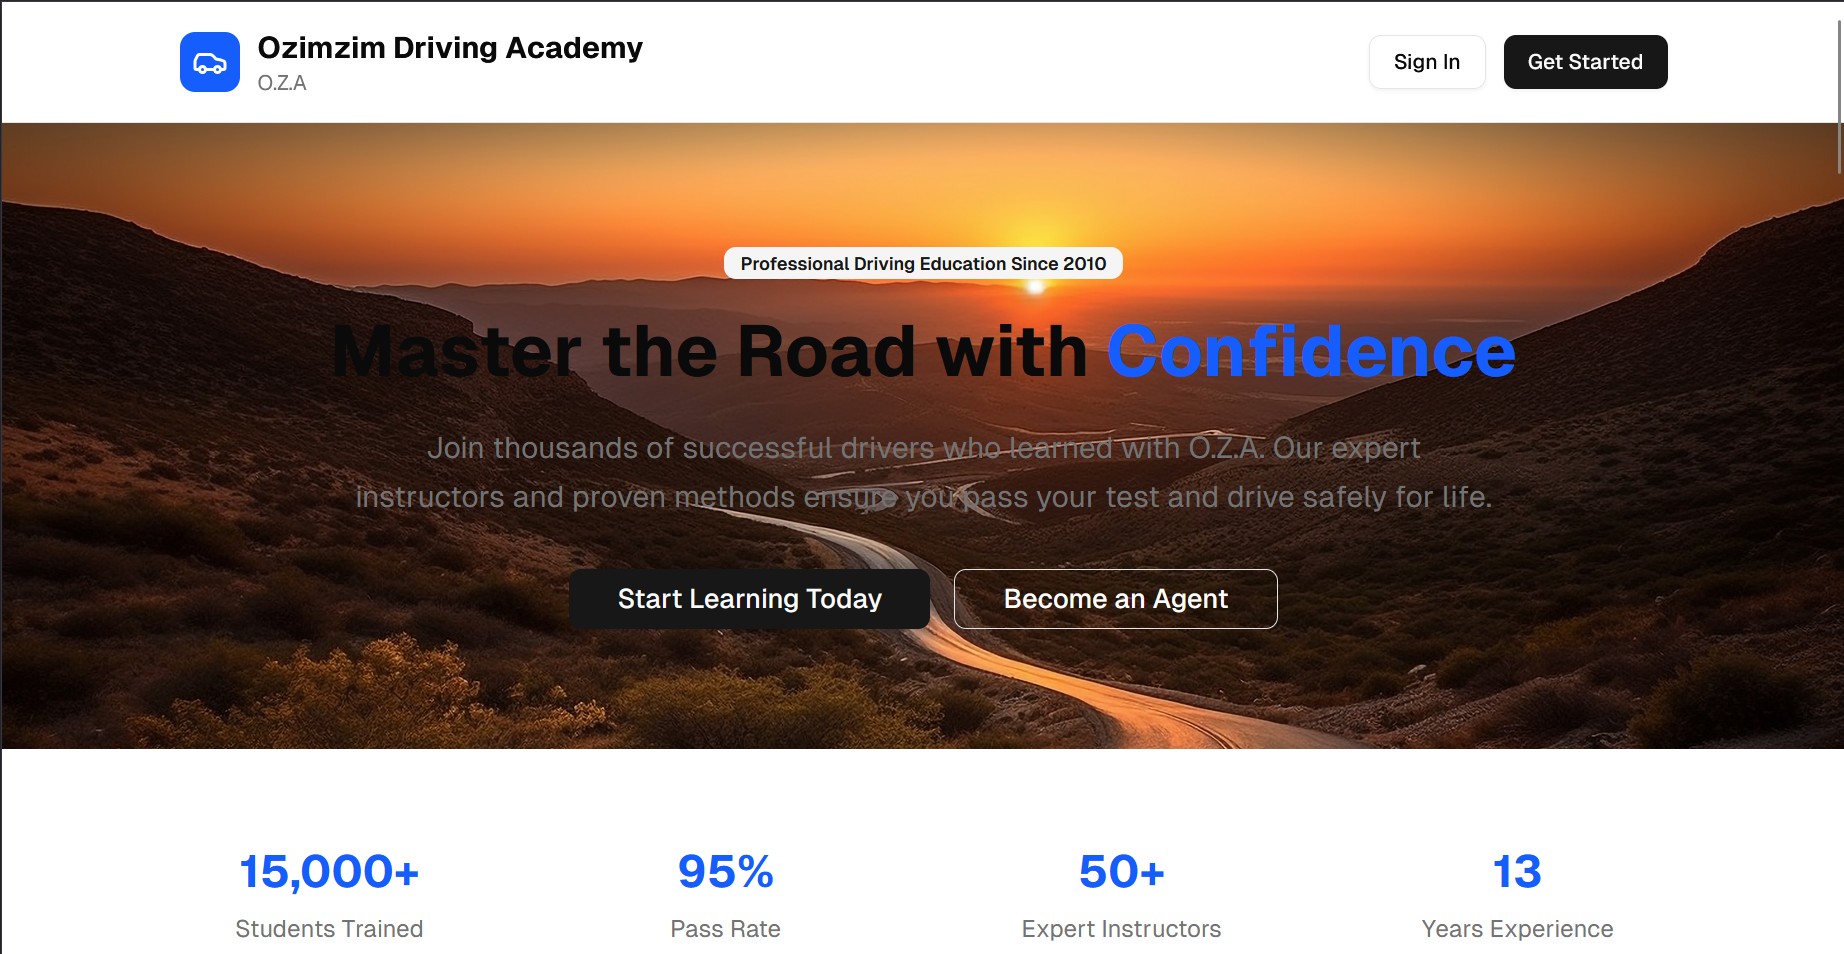 Ozimzim Driving Academy
O.Z.A
Sign In
Get Started
Professional Driving Education Since 2010
Master the Road with Confidence
Join thousands of successful drivers who learned with O.Z.A. Our expert
instructors and proven methods ensure you pass your test and drive safely for life.
Start Learning Today
Become an Agent
15,000+
Students Trained
95%
Pass Rate
50+
Expert Instructors
13
Years Experience